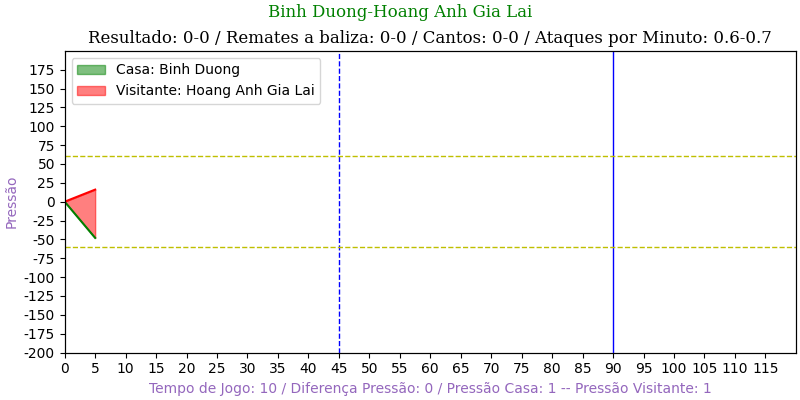 Binh Duong-Hoang Anh Gia Lai
Resultado: 0-0 / Remates a baliza: 0-0 / Cantos: 0-0 / Ataques por Minuto: 0.6-0.7
Casa: Binh Duong
Visitante: Hoang Anh Gia Lai
Pressão
175
150
125
100
75
50
25
0
-25
-50
-75
-100
-125
-150
-175
-200
0 5 10 15 20 25 30 35 40 45 50 55 60 65 70 75 80 85 90 95 100 105 110 115
Tempo de Jogo: 10 / Diferença Pressão: 0 / Pressão Casa: 1 -- Pressão Visitante: 1